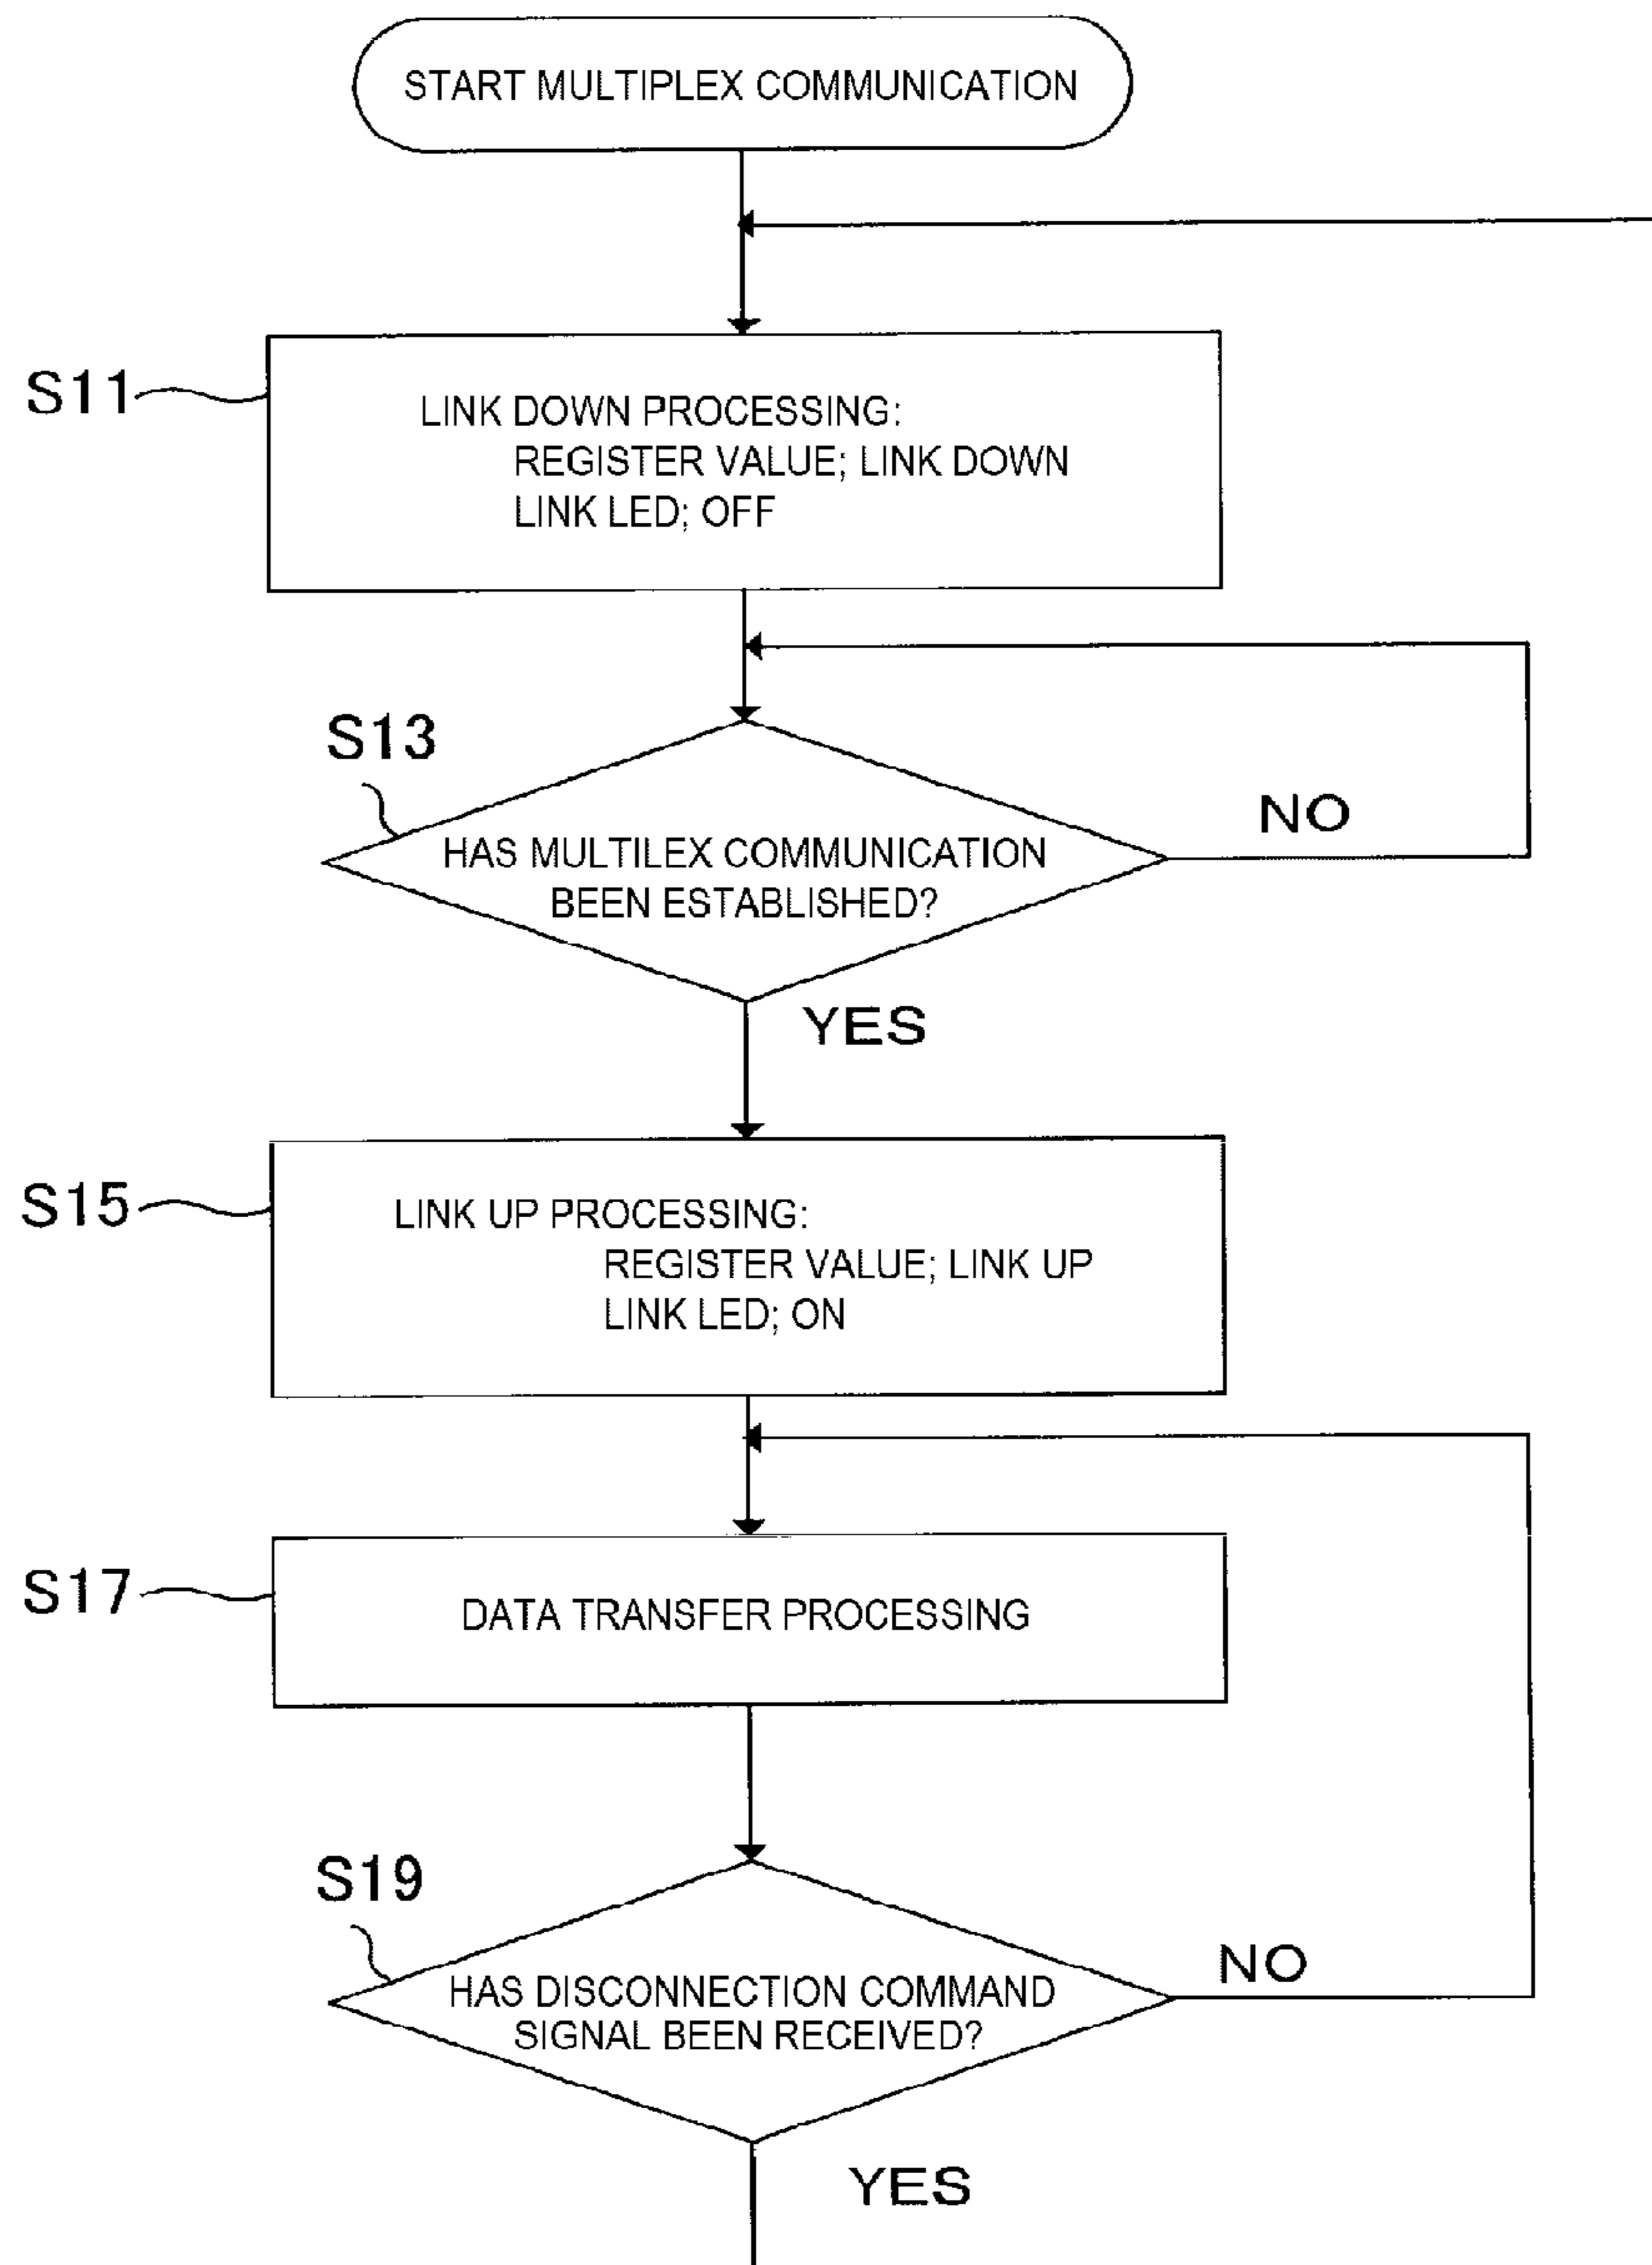 START MULTIPLEX COMMUNICATION
S11
LINK DOWN PROCESSING:
REGISTER VALUE; LINK DOWN
LINK LED; OFF
S13
HAS MULTILEX COMMUNICATION
BEEN ESTABLISHED?
NO
YES
S15
LINK UP PROCESSING:
REGISTER VALUE; LINK UP
LINK LED; ON
S17
DATA TRANSFER PROCESSING
S19
HAS DISCONNECTION COMMAND
SIGNAL BEEN RECEIVED?
NO
YES